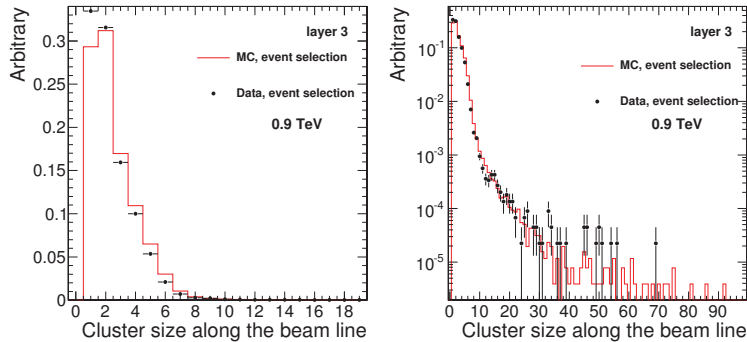 layer 3
MC, event selection
Data, event selection
0.9 TeV
Arbitrary
0.3
0.25
0.2
0.15
0.1
0.05
0
0 2 4 6 8 10 12 14 16 18
Cluster size along the beam line
layer 3
MC, event selection
Data, event selection
0.9 TeV
Arbitrary
10-1
10-2
10-3
10-4
10-5
0 10 20 30 40 50 60 70 80 90
Cluster size along the beam line